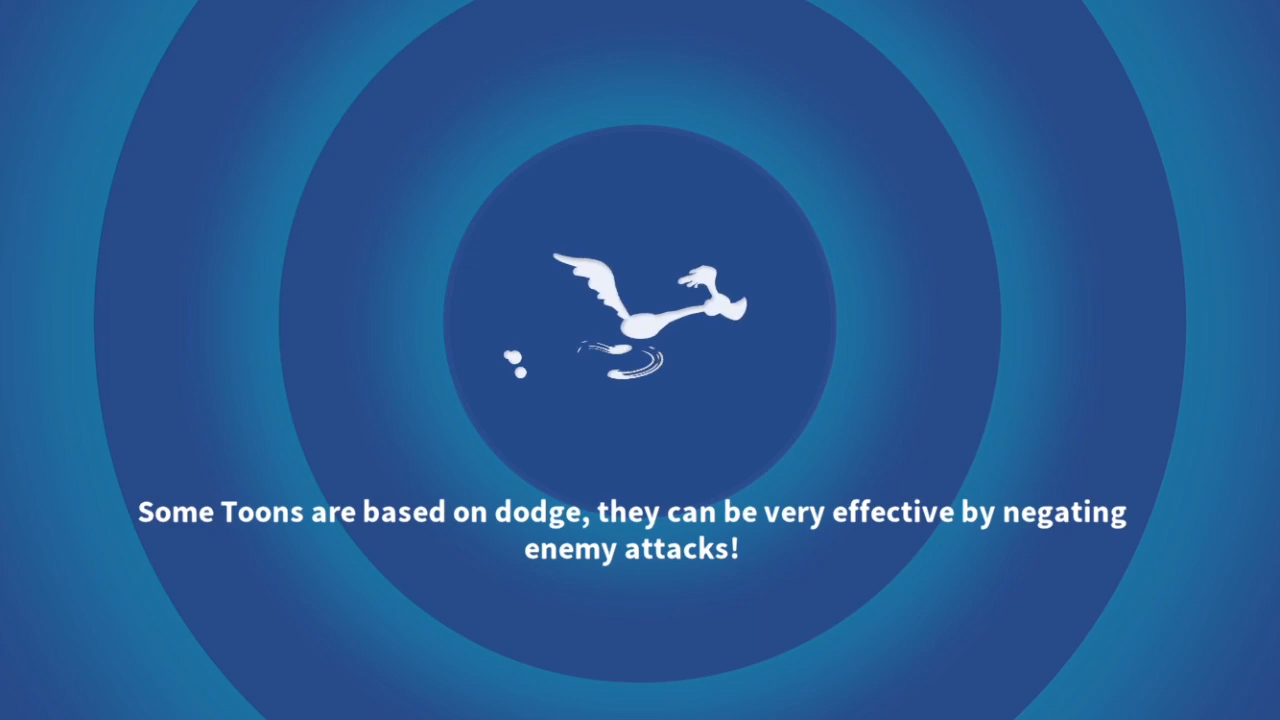 Some Toons are based on dodge, they can be very effective by negating
enemy attacks!